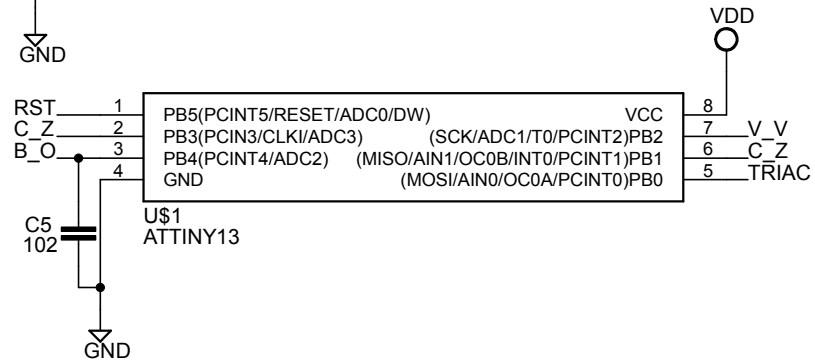 GND
VDD
RST 1 PB5(PCINT5/RESET/ADC0/DW) VCC 8
C_Z 2 PB3(PCIN3/CLKI/ADC3) (SCK/ADC1/T0/PCINT2)PB2 7 V_V
B_O 3 PB4(PCINT4/ADC2) (MISO/AIN1/OC0B/INT0/PCINT1)PB1 6 C_Z
4 GND (MOSI/AIN0/OC0A/PCINT0)PB0 5 TRIAC
U$1
ATTINY13
C5
102
GND